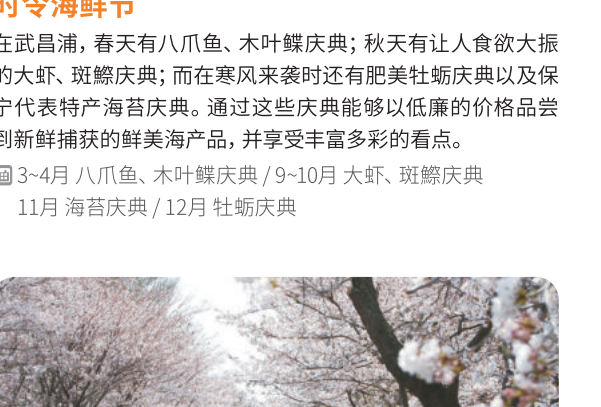 时令海鲜节
在武昌浦，春天有八爪鱼、木叶鲽庆典；秋天有让人食欲大振
的大虾、斑鰶庆典；而在寒风来袭时还有肥美牡蛎庆典以及保
宁代表特产海苔庆典。通过这些庆典能够以低廉的价格品尝
到新鲜捕获的鲜美海产品，并享受丰富多彩的看点。
3~4月 八爪鱼、木叶鲽庆典 / 9~10月 大虾、斑鰶庆典
11月 海苔庆典 / 12月 牡蛎庆典